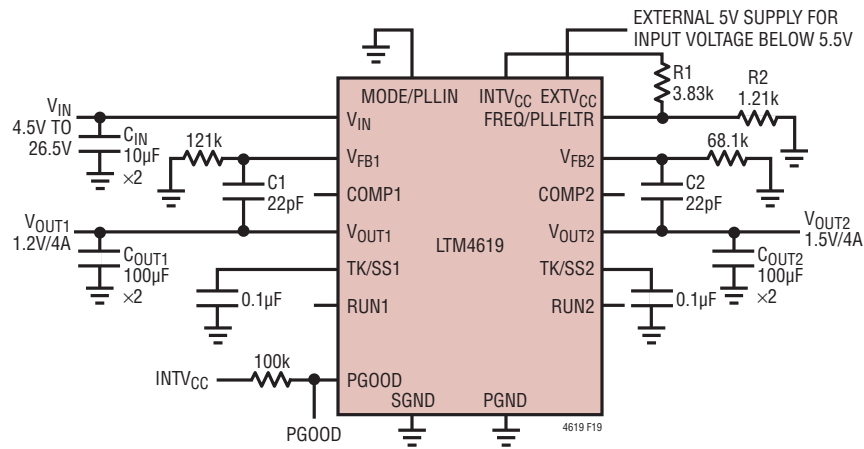 EXTERNAL 5V SUPPLY FOR
INPUT VOLTAGE BELOW 5.5V
R1
3.83k
R2
1.21k
MODE/PLLIN
INTVCC
EXTVCC
FREQ/PLLFLTR
VIN
4.5V TO
26.5V
CIN
10µF
×2
VIN
121k
VFB1
VFB2
68.1k
C1
22pF
COMP1
COMP2
C2
22pF
VOUT1
1.2V/4A
VOUT1
LTM4619
VOUT2
VOUT2
1.5V/4A
COUT1
100µF
×2
TK/SS1
TK/SS2
COUT2
100µF
×2
0.1µF
RUN1
RUN2
0.1µF
100k
INTVCC
PGOOD
SGND
PGND
PGOOD
4619 F19